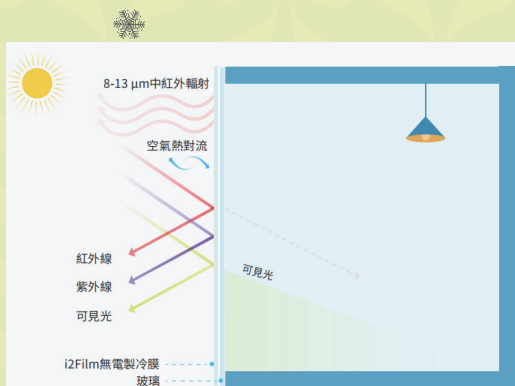 8-13 μm中紅外輻射
空氣熱對流
紅外線
紫外線
可見光
可見光
i2Film無電製冷膜
玻璃